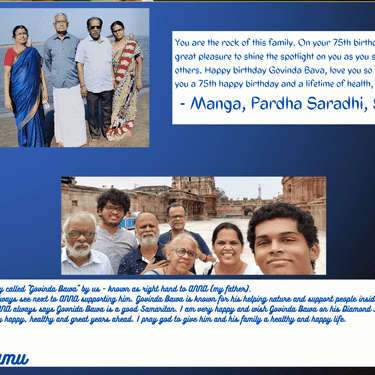 You are the rock of this family. On your 75th birthd
great pleasure to shine the spotlight on you as you s
others. Happy birthday Govinda Bava, love you so
you a 75th happy birthday and a lifetime of health,
- Manga, Pardha Saradhi, S
y called "Govinda Bava" by us - known as right hand to ANNA (my father).
ways see next to ANNA supporting him. Govinda Bava is known for his helping nature and support people insid
NA always says Govnida Bava is a good Samaritan. I am very happy and wish Govinda Bava on his Diamond J
y happy, healthy and great years ahead. I pray god to give him and his family a healthy and happy life.
mu